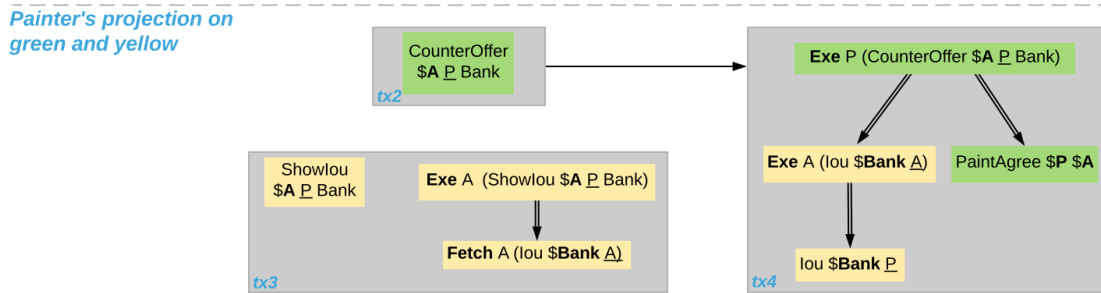 Painter's projection on
green and yellow
CounterOffer
$A P Bank
tx2
Exe P (CounterOffer $A P Bank)
Exe A (Iou $Bank A)
PaintAgree $P $A
Iou $Bank P
tx4
ShowIou
$A P Bank
Exe A (ShowIou $A P Bank)
Fetch A (Iou $Bank A)
tx3